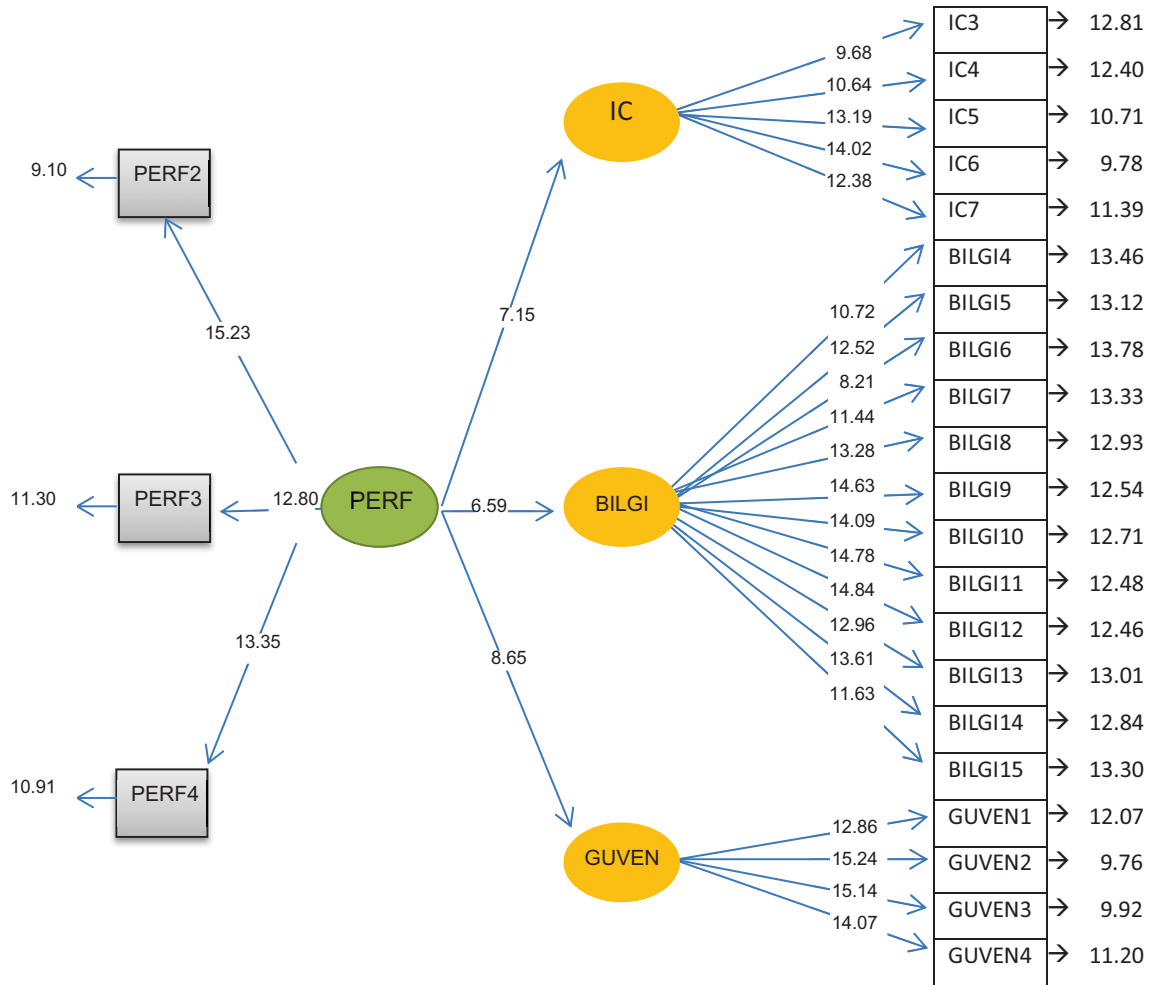 IC3 → 12.81
9.68
IC4 → 12.40
10.64
IC
IC5 → 10.71
13.19
14.02
IC6 → 9.78
9.10
PERF2
12.38
IC7 → 11.39
BILGI4 → 13.46
10.72
BILGI5 → 13.12
7.15
15.23
12.52
BILGI6 → 13.78
8.21
BILGI7 → 13.33
11.44
BILGI8 → 12.93
13.28
11.30
PERF3
12.80
PERF
6.59
BILGI
14.63
BILGI9 → 12.54
14.09
BILGI10 → 12.71
14.78
BILGI11 → 12.48
14.84
BILGI12 → 12.46
12.96
13.35
8.65
13.61
BILGI13 → 13.01
11.63
BILGI14 → 12.84
BILGI15 → 13.30
10.91
PERF4
12.86
GUVEN1 → 12.07
GUVEN
15.24
GUVEN2 → 9.76
15.14
GUVEN3 → 9.92
14.07
GUVEN4 → 11.20